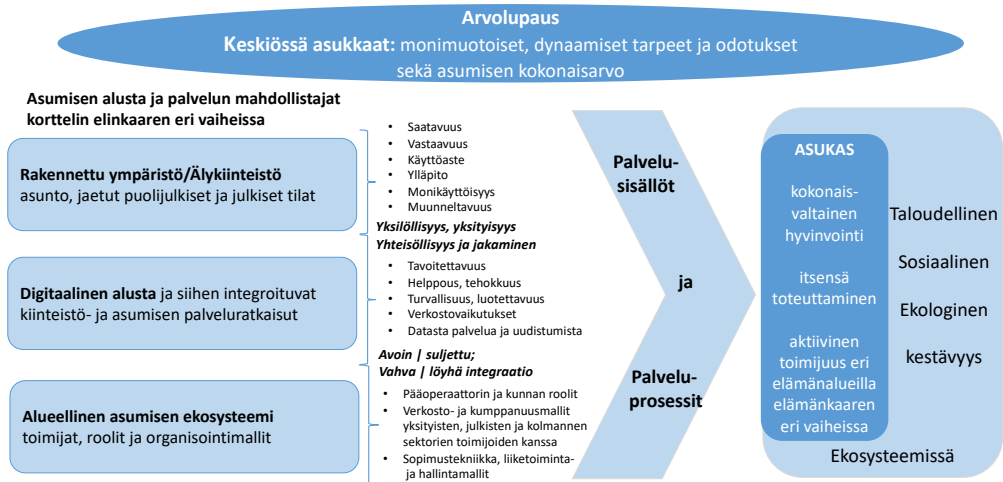 Arvolupaus
Keskiössä asukkaat: monimuotoiset, dynaamiset tarpeet ja odotukset
sekä asumisen kokonaisarvo
Asumisen alusta ja palvelun mahdollistajat
korttelin elinkaaren eri vaiheissa
Rakennettu ympäristö/Älykiinteistö
asunto, jaetut puolijulkiset ja julkiset tilat
Digitaalinen alusta ja siihen integroituvat
kiinteistö- ja asumisen palveluratkaisut
Alueellinen asumisen ekosysteemi
toimijat, roolit ja organisointimallit
• Saatavuus
• Vastaavuus
• Käyttöaste
• Ylläpito
• Monikäyttöisyys
• Muunneltavuus
Yksilöllisyys, yksityisyys
Yhteisöllisyys ja jakaminen
• Tavoitettavuus
• Helppous, tehokkuus
• Turvallisuus, luotettavuus
• Verkostovaikutukset
• Datasta palvelua ja uudistumista
Avoin | suljettu;
Vahva | löyhä integraatio
• Pääoperaattorin ja kunnan roolit
• Verkosto- ja kumppanuusmallit
yksityisten, julkisten ja kolmannen
sektorien toimijoiden kanssa
• Sopimustekniikka, liiketoiminta-
ja hallintamallit
Palvelu-
sisällöt
ja
Palvelu-
prosessit
ASUKAS
kokonais-
valtainen
hyvinvointi
itsensä
toteuttaminen
aktiivinen
toimijuus eri
elämänalueilla
elämänkaaren
eri vaiheissa
Taloudellinen
Sosiaalinen
Ekologinen
kestävyys
Ekosysteemissä